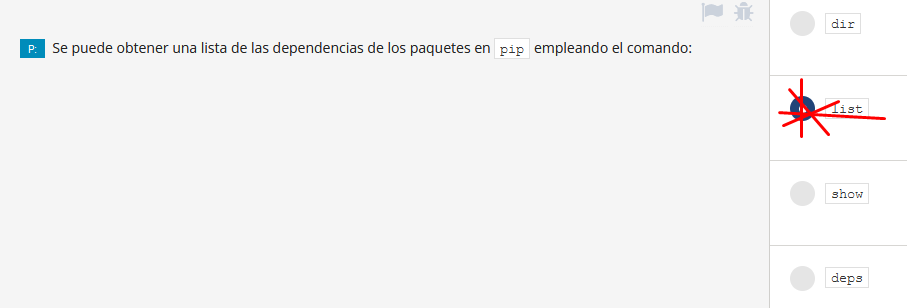 P: Se puede obtener una lista de las dependencias de los paquetes en pip empleando el comando:
dir
list
show
deps